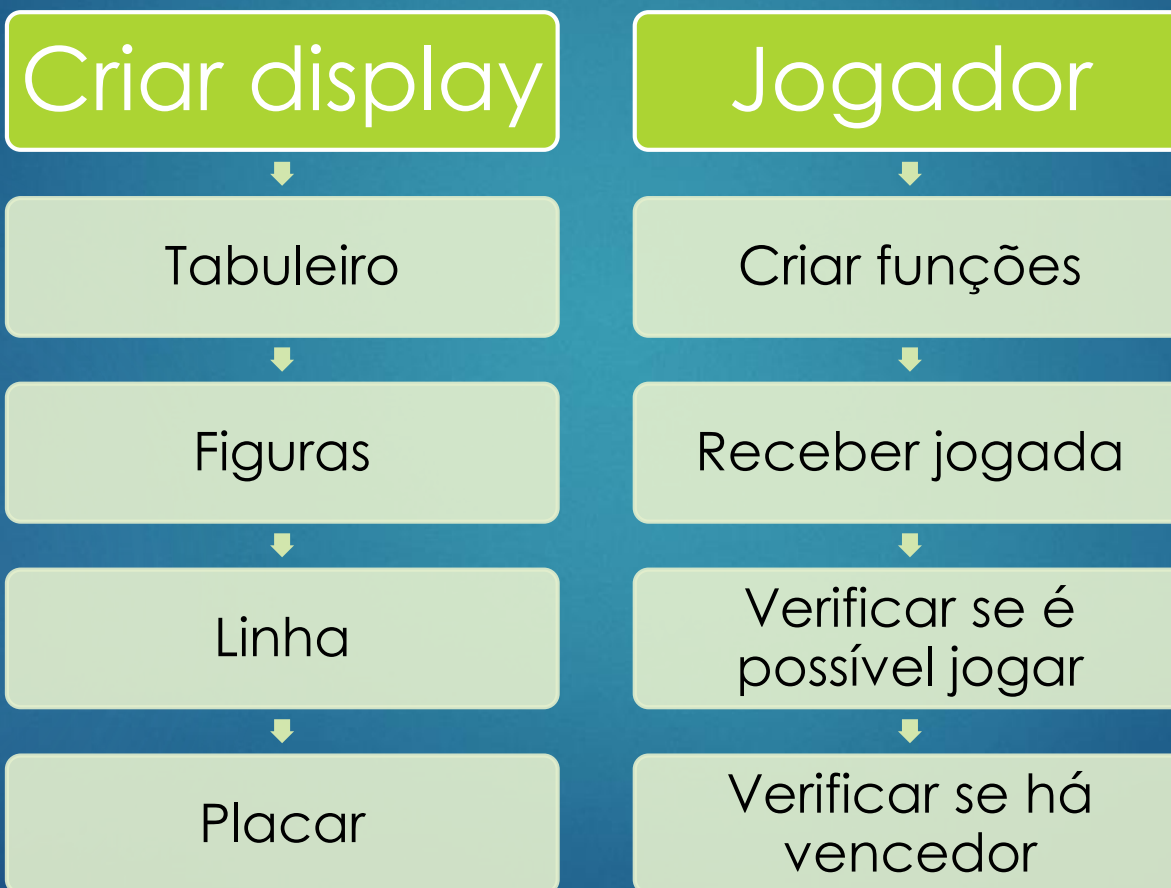 Criar display
Tabuleiro
Figuras
Linha
Placar
Jogador
Criar funções
Receber jogada
Verificar se é
possível jogar
Verificar se há
vencedor